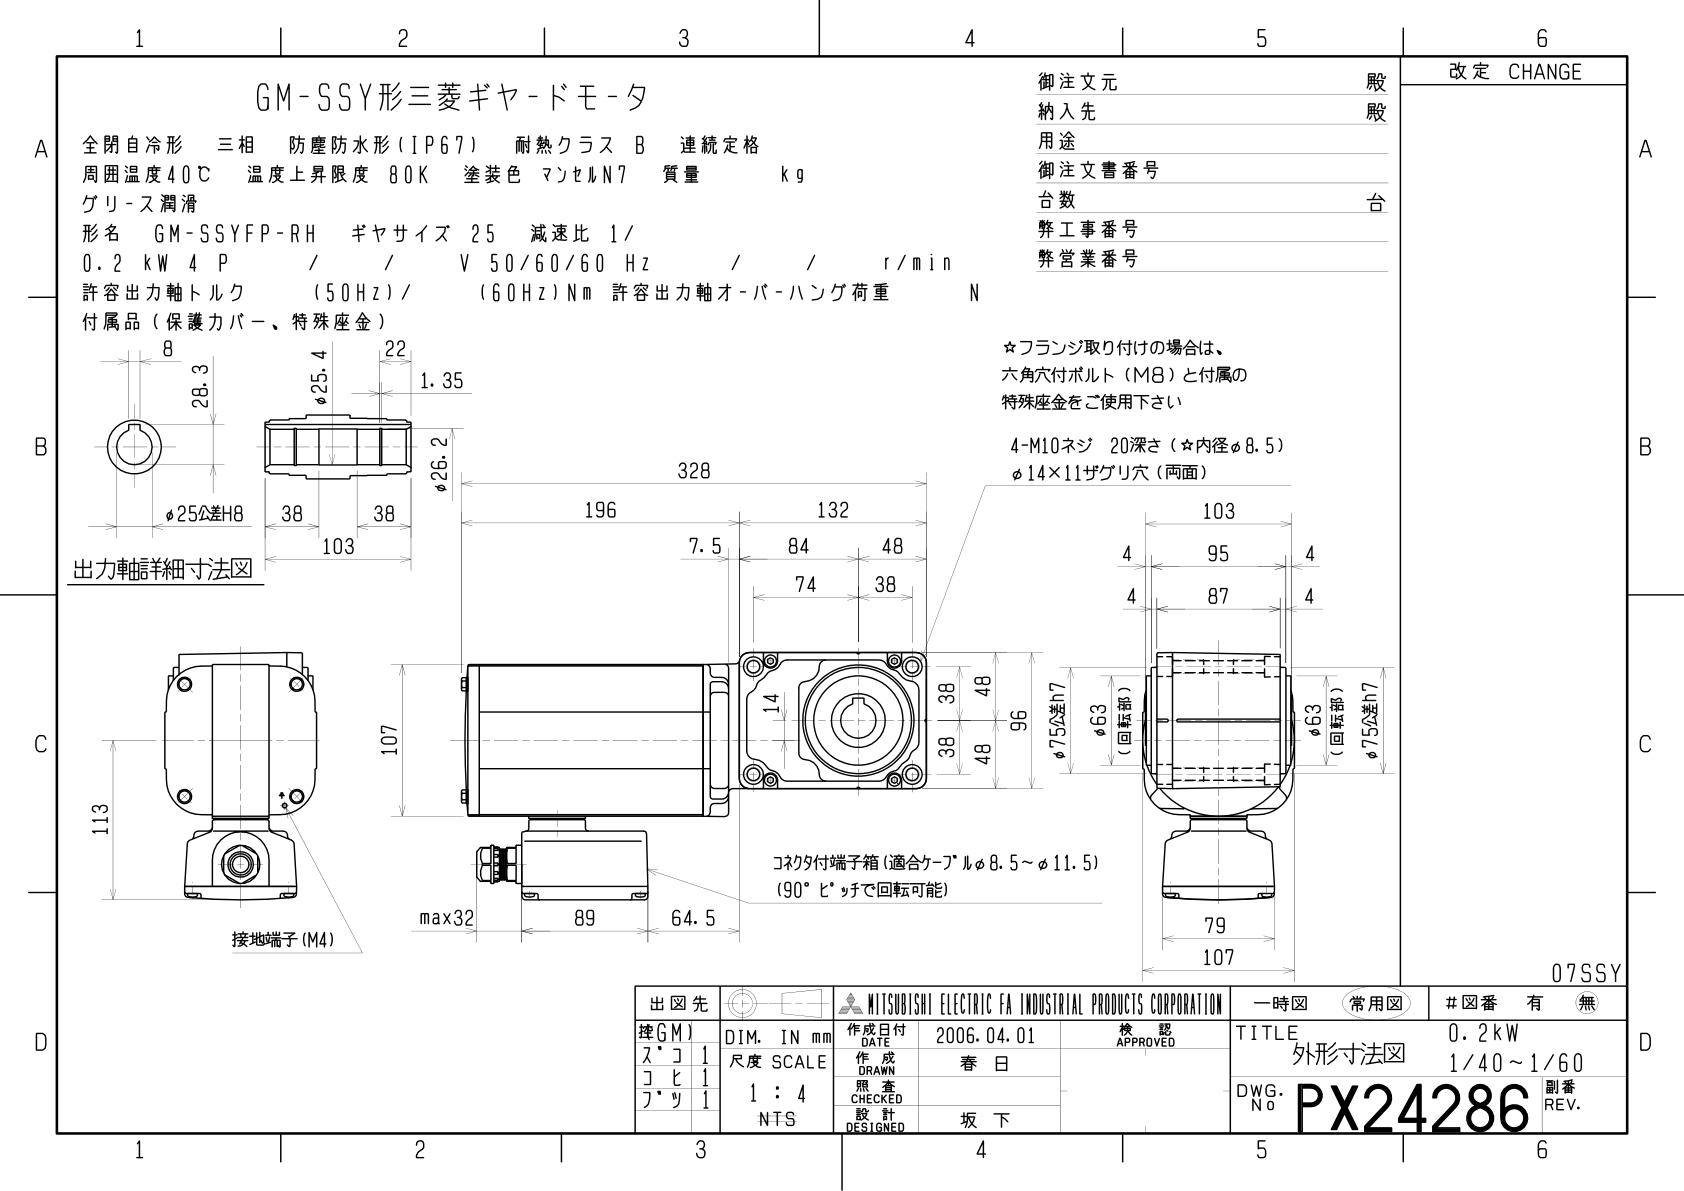 1 2 3 4 5 6
改定 CHANGE
GM-SSY形三菱ギヤ-ドモ-タ
全閉自冷形 三相 防塵防水形(IP67) 耐熱クラス B 連続定格
周囲温度40℃ 温度上昇限度 80K 塗装色 マンセルN7 質量 kg
グリ-ス潤滑
形名 GM-SSYFP-RH ギヤサイズ 25 減速比 1/
0.2 kW 4 P / / V 50/60/60 Hz / / r/min
許容出力軸トルク (50Hz)/ (60Hz)Nm 許容出力軸オ-バ-ハング荷重 N
付属品(保護カバー、特殊座金)
御注文元 殿
納入先 殿
用途
御注文書番号
台数 台
弊工事番号
弊営業番号
A A
B B
C C
D D
8
28.3
φ25.4
22
1.35
φ26.2
φ25公差H8
38 38
103
出力軸詳細寸法図
☆フランジ取り付けの場合は、
六角穴付ボルト(M8)と付属の
特殊座金をご使用下さい
4-M10ネジ 20深さ(☆内径φ8.5)
φ14×11ザグリ穴(両面)
328
196 132
7.5 84 48
74 38
103
4 95 4
4 87 4
107
14
38 48
38 48
96
φ75公差h7
φ63
(回転部)
φ63
(回転部)
φ75公差h7
113
接地端子(M4)
max32 89 64.5
コネクタ付端子箱(適合ケーブルφ8.5~φ11.5)
(90°ピッチで回転可能)
79
107
07SSY
出図先
MITSUBISHI ELECTRIC FA INDUSTRIAL PRODUCTS CORPORATION
一時図 常用図 #図番 有 無
GM)
スコ 1
コヒ 1
ブツ 1
DIM. IN mm
尺度 SCALE
1 : 4
NTS
作成日付
DATE
2006.04.01
作 成
DRAWN
春 日
照 査
CHECKED
設 計
DESIGNED
坂 下
検 認
APPROVED
TITLE
外形寸法図
0.2kW
1/40~1/60
DWG.
No
PX24286
副番
REV.
1 2 3 4 5 6